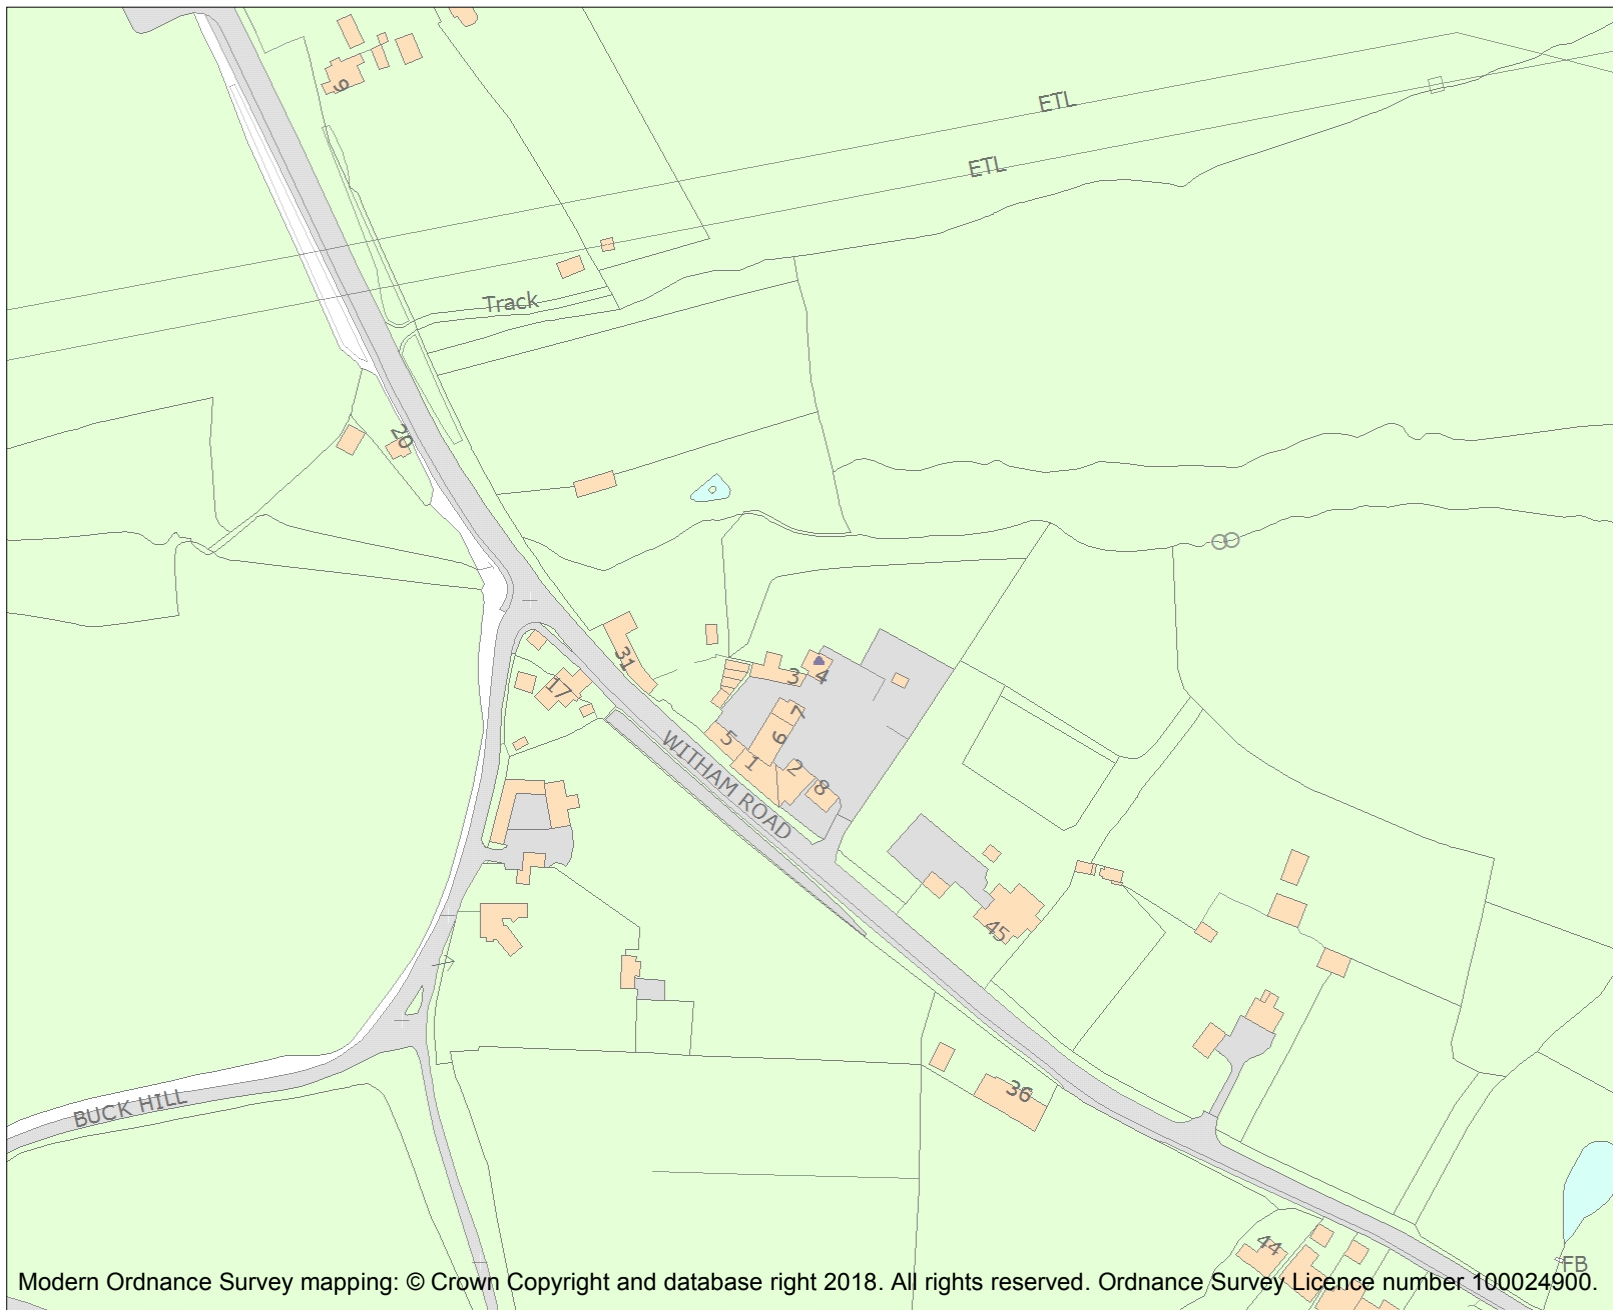 9
ETL
ETL
Track
20
31
17
3 4
7
6
5
1
2
8
WITHAM ROAD
45
36
BUCK HILL
44
FB
Modern Ordnance Survey mapping: © Crown Copyright and database right 2018. All rights reserved. Ordnance Survey Licence number 100024900.